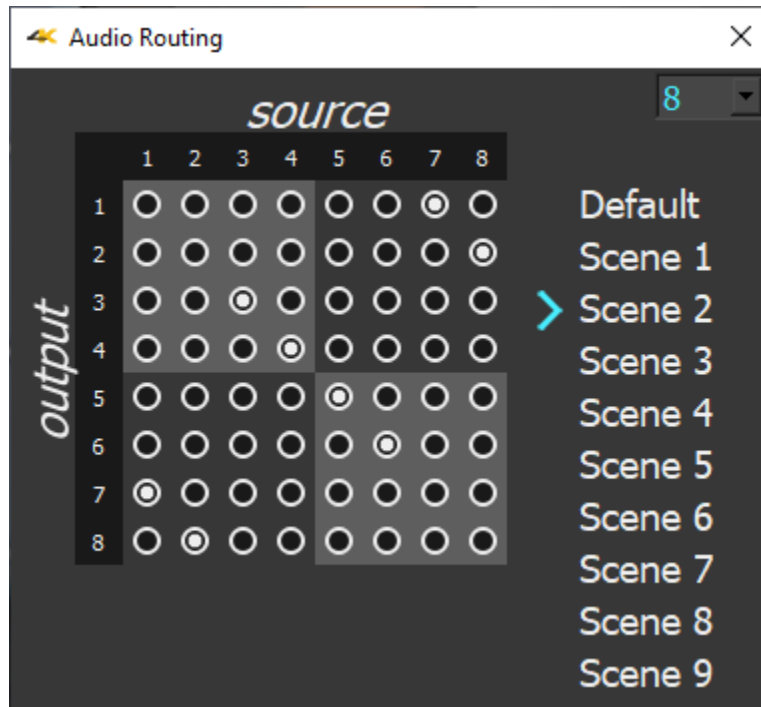 4K Audio Routing
8
source
1 2 3 4 5 6 7 8
output
1
2
3
4
5
6
7
8
Default
Scene 1
Scene 2
Scene 3
Scene 4
Scene 5
Scene 6
Scene 7
Scene 8
Scene 9